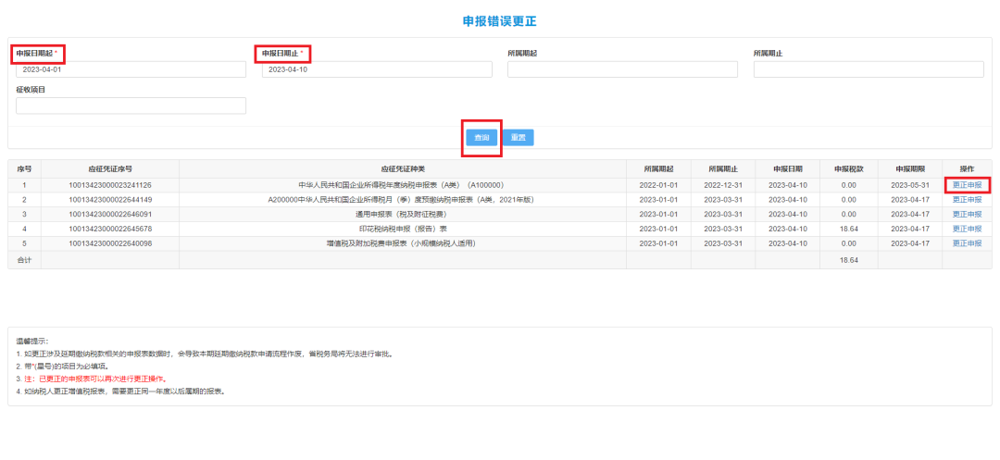 申报错误更正
申报日期起* 申报日期止* 所属期起 所属期止
2023-04-01 2023-04-10
征收项目
查询 重置
序号 应征凭证序号 应征凭证种类 所属期起 所属期止 申报日期 申报税款 申报期限 操作
1 10013423000023241126 中华人民共和国企业所得税年度纳税申报表（A类）（A100000） 2022-01-01 2022-12-31 2023-04-10 0.00 2023-05-31 更正申报
2 10013423000022644149 A200000中华人民共和国企业所得税月（季）度预缴纳税申报表（A类，2021年版） 2023-01-01 2023-03-31 2023-04-10 0.00 2023-04-17 更正申报
3 10013423000022646091 通用申报表（税及附征税费） 2023-01-01 2023-03-31 2023-04-10 0.00 2023-04-17 更正申报
4 10013423000022645678 印花税纳税申报（报告）表 2023-01-01 2023-03-31 2023-04-10 18.64 2023-04-17 更正申报
5 10013423000022640098 增值税及附加税费申报表（小规模纳税人适用） 2023-01-01 2023-03-31 2023-04-10 0.00 2023-04-17 更正申报
合计 18.64
温馨提示：
1. 如更正涉及延期缴纳税款相关的申报表数据时，会导致本期延期缴纳税款申请流程作废，省税务局将无法进行审批。
2. 带*(星号)的项目为必填项。
3. 注：已更正的申报表可以再次进行更正操作。
4. 如纳税人更正增值税报表，需要更正同一年度以后属期的报表。